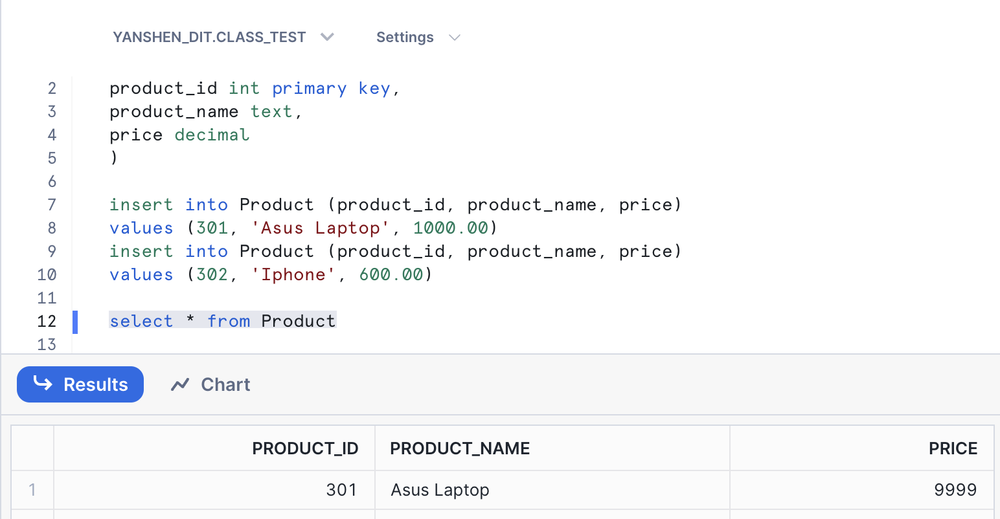 YANSHEN_DIT.CLASS_TEST Settings
2 product_id int primary key,
3 product_name text,
4 price decimal
5 )
6
7 insert into Product (product_id, product_name, price)
8 values (301, 'Asus Laptop', 1000.00)
9 insert into Product (product_id, product_name, price)
10 values (302, 'Iphone', 600.00)
11
12 select * from Product
13
Results Chart
PRODUCT_ID PRODUCT_NAME PRICE
1 301 Asus Laptop 9999